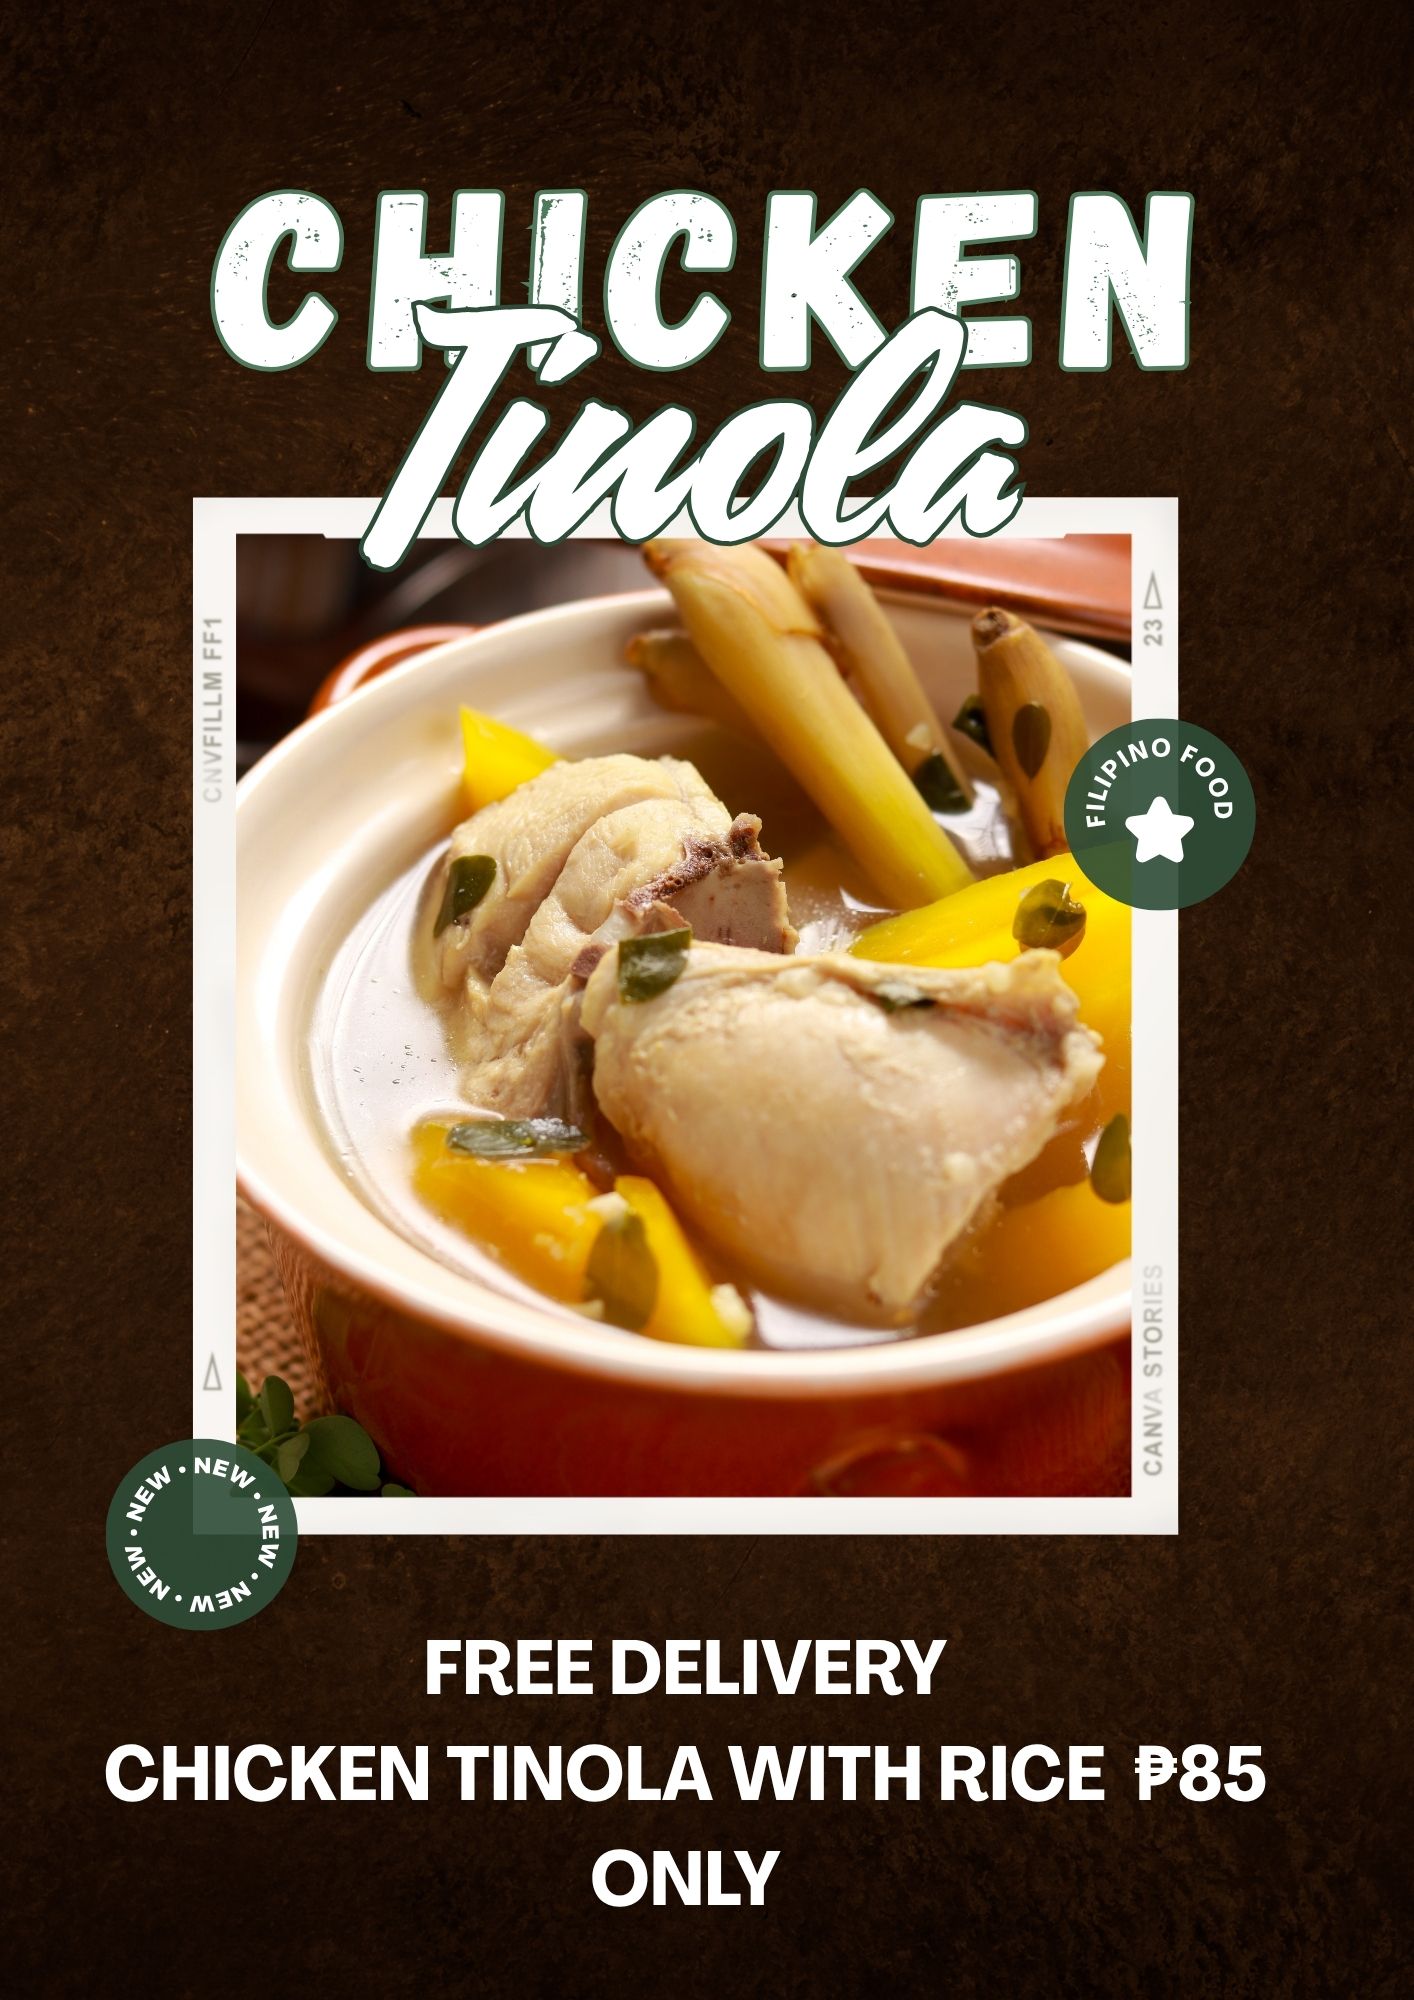 CHICKEN
Tinola
CNVFILLM FF1
23
FILIPINO FOOD
CANVA STORIES
NEW • NEW • NEW • NEW • NEW • NEW •
FREE DELIVERY
CHICKEN TINOLA WITH RICE ₱85
ONLY